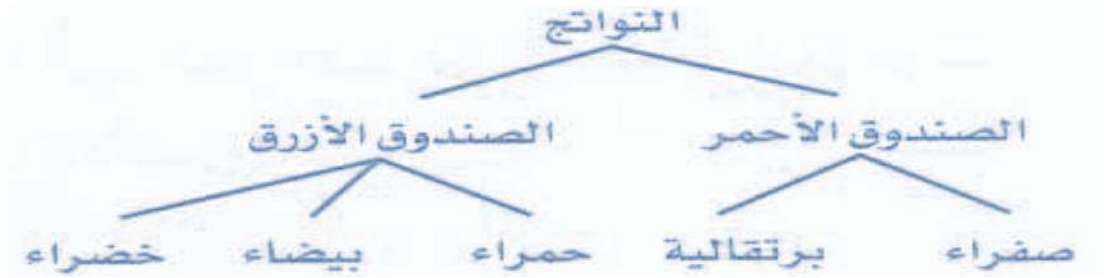 النواتج
الصندوق الأحمر الصندوق الأزرق
صفراء برتقالية حمراء بيضاء خضراء